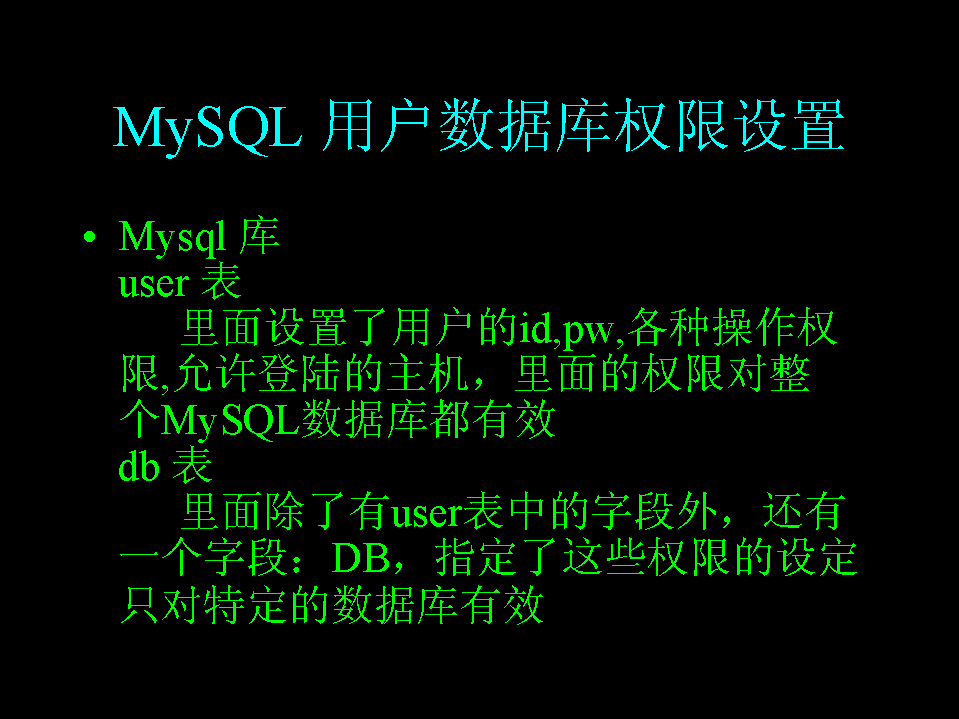 MySQL 用户数据库权限设置
• Mysql 库
user 表
里面设置了用户的id,pw,各种操作权
限,允许登陆的主机，里面的权限对整
个MySQL数据库都有效
db 表
里面除了有user表中的字段外，还有
一个字段：DB，指定了这些权限的设定
只对特定的数据库有效